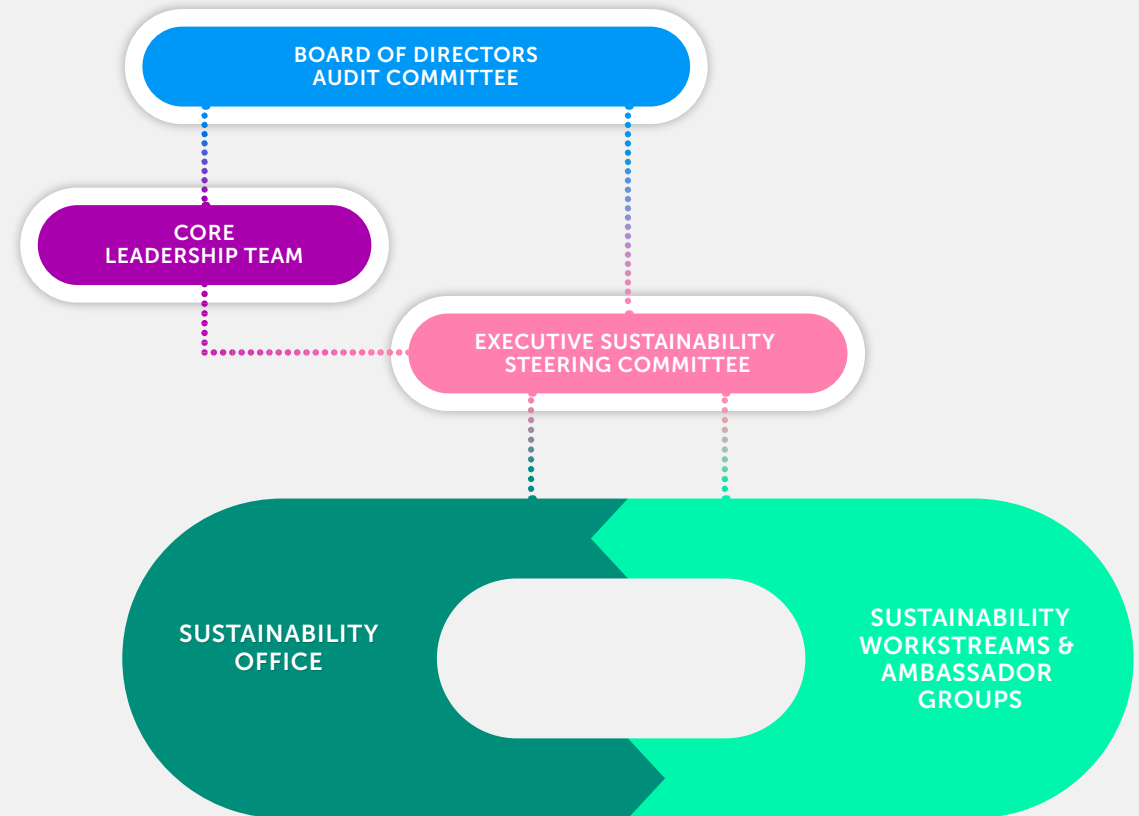 BOARD OF DIRECTORS
AUDIT COMMITTEE
CORE
LEADERSHIP TEAM
EXECUTIVE SUSTAINABILITY
STEERING COMMITTEE
SUSTAINABILITY
OFFICE
SUSTAINABILITY
WORKSTREAMS &
AMBASSADOR
GROUPS